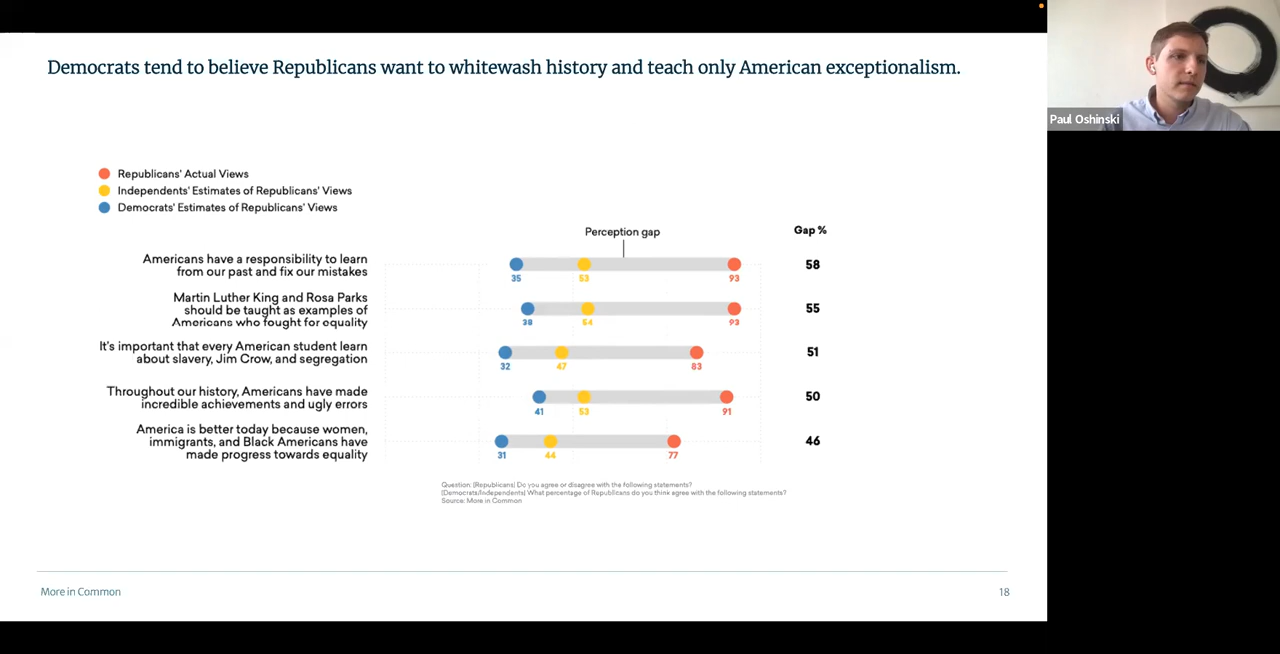 Democrats tend to believe Republicans want to whitewash history and teach only American exceptionalism.
Paul Oshinski
Republicans' Actual Views
Independents' Estimates of Republicans' Views
Democrats' Estimates of Republicans' Views
Perception gap
Gap %
Americans have a responsibility to learn
from our past and fix our mistakes
35
53
93
58
Martin Luther King and Rosa Parks
should be taught as examples of
Americans who fought for equality
38
54
93
55
It's important that every American student learn
about slavery, Jim Crow, and segregation
32
47
83
51
Throughout our history, Americans have made
incredible achievements and ugly errors
41
53
91
50
America is better today because women,
immigrants, and Black Americans have
made progress towards equality
31
44
77
46
Question: [Republicans] Do you agree or disagree with the following statements?
[Democrats/Independents] What percentage of Republicans do you think agree with the following statements?
Source: More in Common
More in Common
18